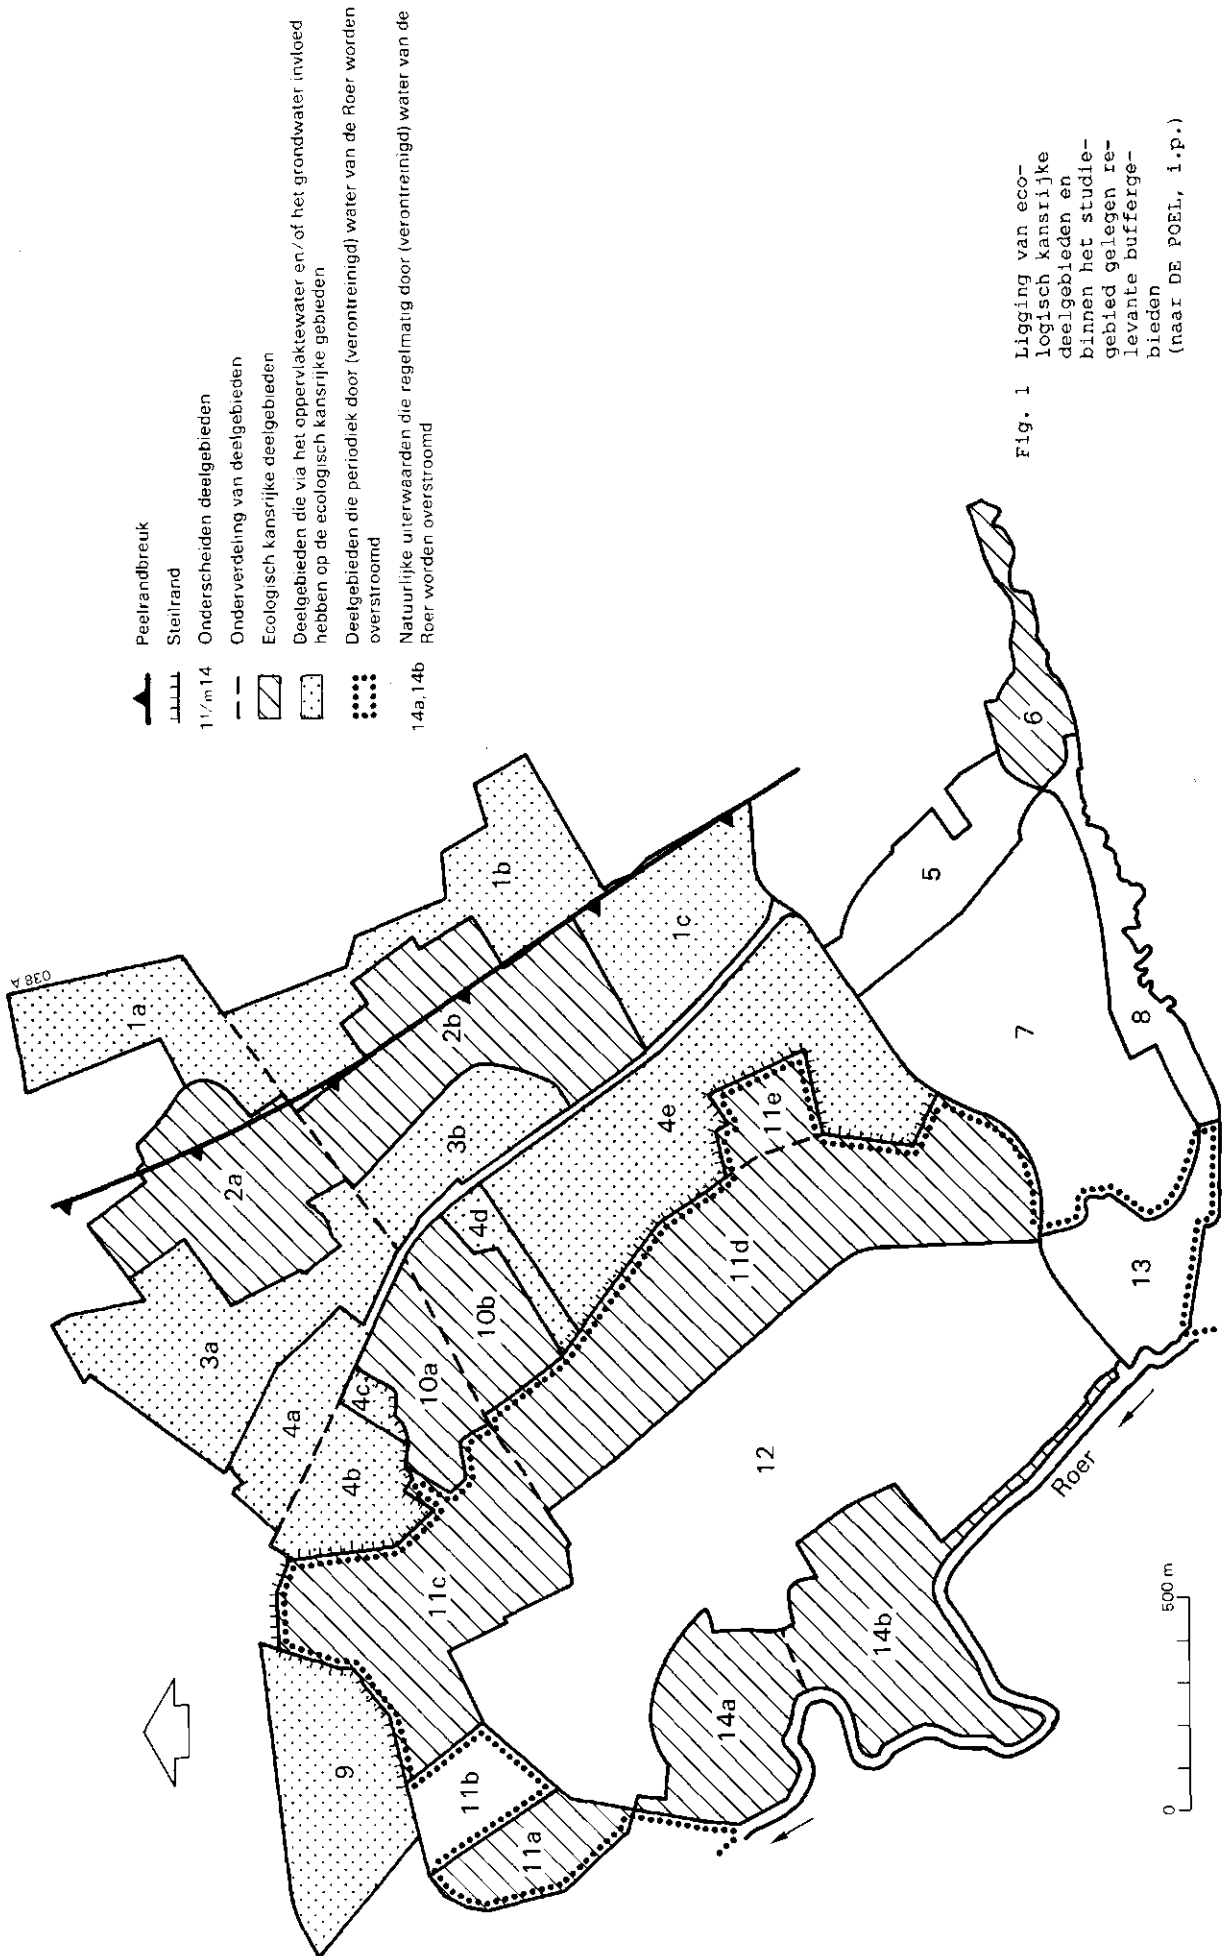 Peelrandbreuk
Steilrand
1 t/m 14 Onderscheiden deelgebieden
Onderverdeling van deelgebieden
Ecologisch kansrijke deelgebieden
Deelgebieden die via het oppervlaktewater en/of het grondwater invloed
hebben op de ecologisch kansrijke gebieden
Deelgebieden die periodiek door (verontreinigd) water van de Roer worden
overstroomd
14a,14b Natuurlijke uiterwaarden die regelmatig door (verontreinigd) water van de
Roer worden overstroomd
038 A
1a
1b
1c
2a
2b
3a
3b
4a
4b
4c
4d
4e
5
6
7
8
9
10a
10b
11a
11b
11c
11d
11e
12
13
14a
14b
Roer
0 500 m
Fig. 1 Ligging van eco-
logisch kansrijke
deelgebieden en
binnen het studie-
gebied gelegen re-
levante bufferge-
bieden
(naar DE POEL, i.p.)